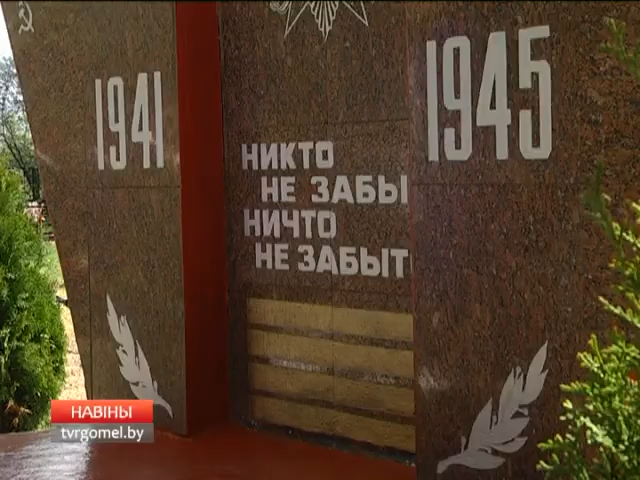 1941
1945
НИКТО
НЕ ЗАБЫ
НИЧТО
НЕ ЗАБЫТ
НАВІНЫ
tvrgomel.by